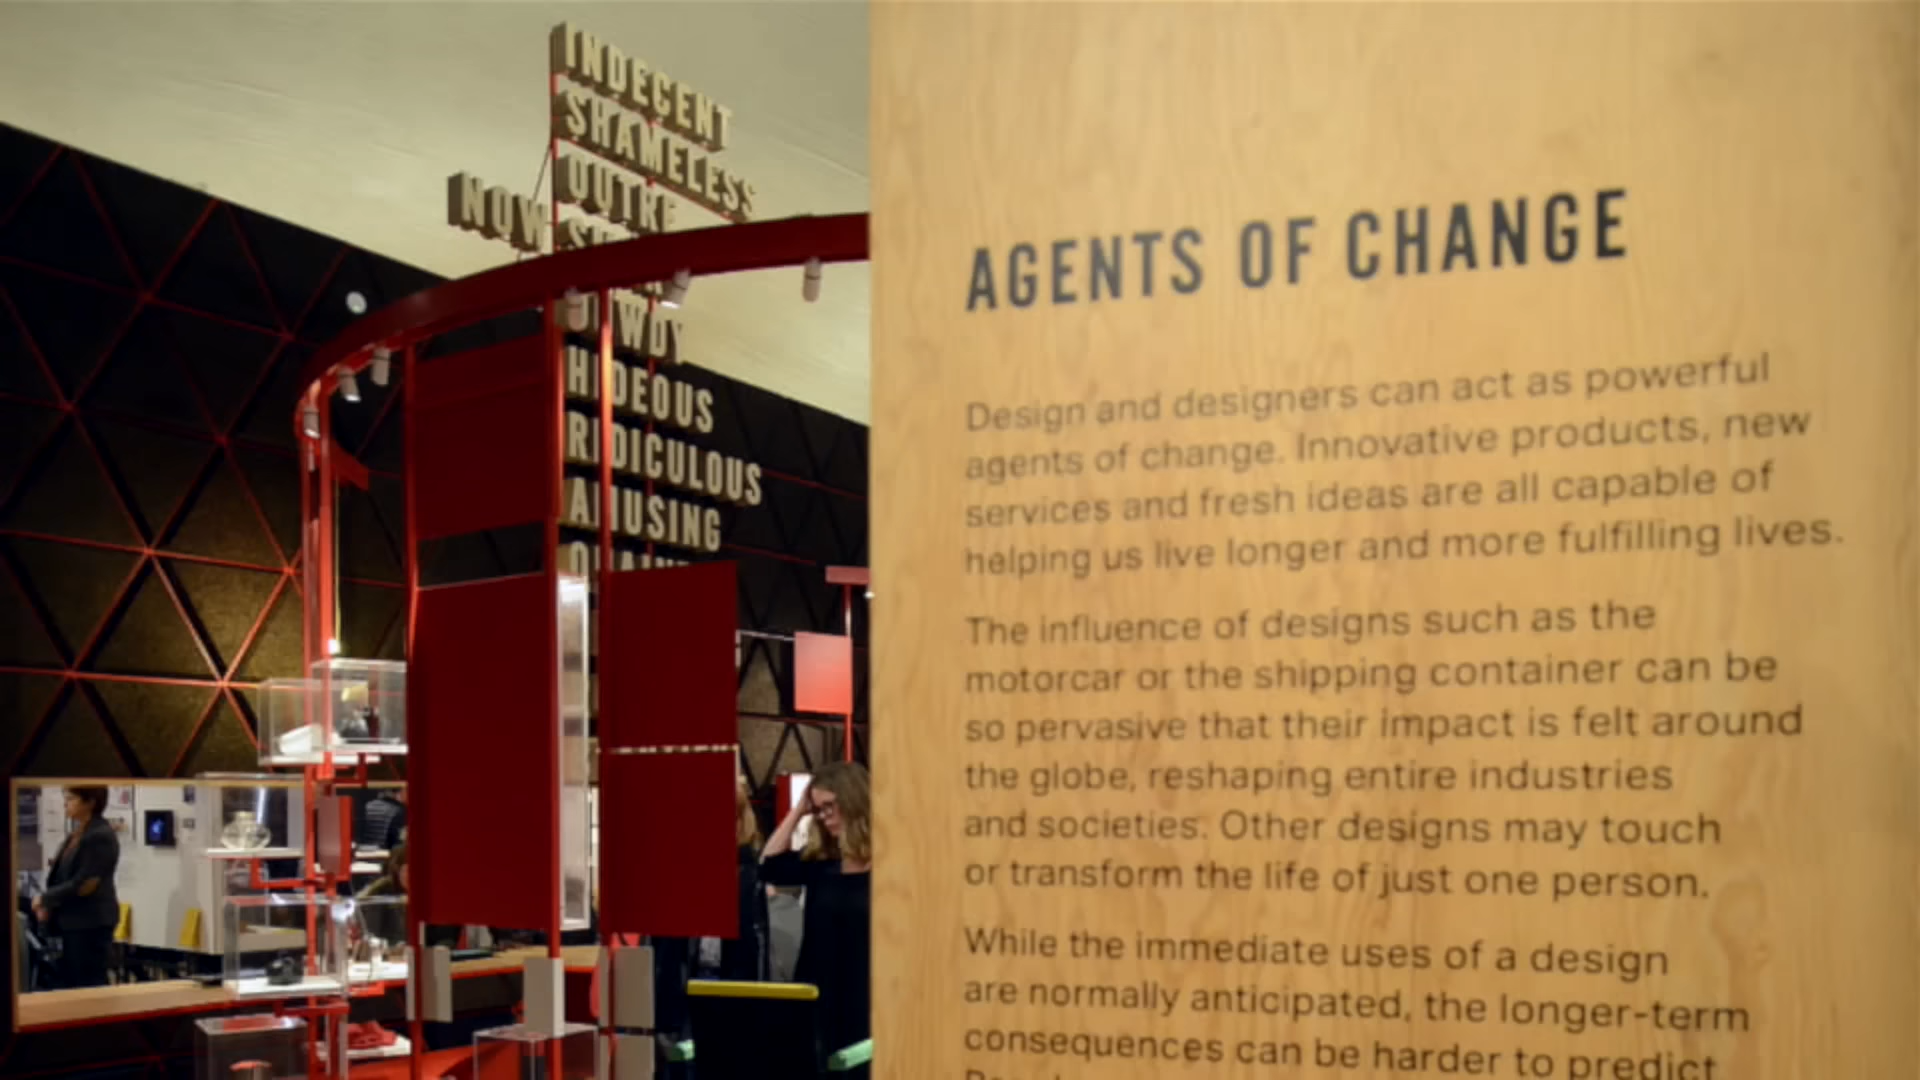 INDECENT
SHAMELESS
OUTRE
NOW
HIDEOUS
RIDICULOUS
AMUSING
AGENTS OF CHANGE
Design and designers can act as powerful
agents of change. Innovative products, new
services and fresh ideas are all capable of
helping us live longer and more fulfilling lives.
The influence of designs such as the
motorcar or the shipping container can be
so pervasive that their impact is felt around
the globe, reshaping entire industries
and societies. Other designs may touch
or transform the life of just one person.
While the immediate uses of a design
are normally anticipated, the longer-term
consequences can be harder to predict